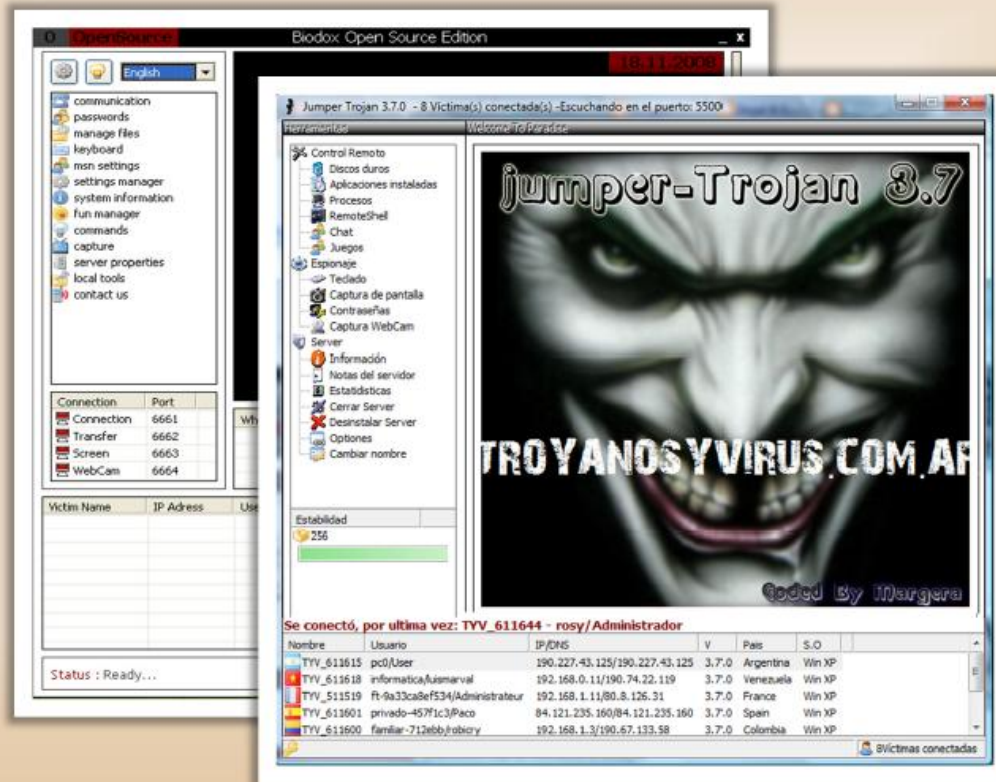 O OpenSource
Biodox Open Source Edition
18.11.2008
English
communication
passwords
manage files
keyboard
msn settings
settings manager
system information
fun manager
commands
capture
server properties
local tools
contact us
Connection Port
Connection 6661
Transfer 6662
Screen 6663
WebCam 6664
Victim Name IP Adress
Status : Ready...
Jumper Trojan 3.7.0 - 8 Victima(s) conectada(s) -Escuchando en el puerto: 5500
Herramientas
Welcome To Paradise
Control Remoto
Discos duros
Aplicaciones instaladas
Procesos
RemoteShell
Chat
Juegos
Espionaje
Teclado
Captura de pantalla
Contraseñas
Captura WebCam
Server
Información
Notas del servidor
Estatidisticas
Cerrar Server
Desinstalar Server
Optiones
Cambiar nombre
Estabilidad
256
jumper-Trojan 3.7
TROYANOSYVIRUS.COM.AR
Coded By Margera
Se conectó, por ultima vez: TYV_611644 - rosy/Administrador
Nombre Usuario IP/DNS V Pais S.O
TYV_611615 pc0/User 190.227.43.125/190.227.43.125 3.7.0 Argentina Win XP
TYV_611618 informatica/luismarval 192.168.0.11/190.74.22.119 3.7.0 Venezuela Win XP
TYV_511519 ft-9a33ca8ef534/Administrateur 192.168.1.11/80.8.126.31 3.7.0 France Win XP
TYV_611601 privado-457f1c3/Paco 84.121.235.160/84.121.235.160 3.7.0 Spain Win XP
TYV_611600 familiar-712ebb/robicry 192.168.1.3/190.67.133.58 3.7.0 Colombia Win XP
8Víctimas conectadas